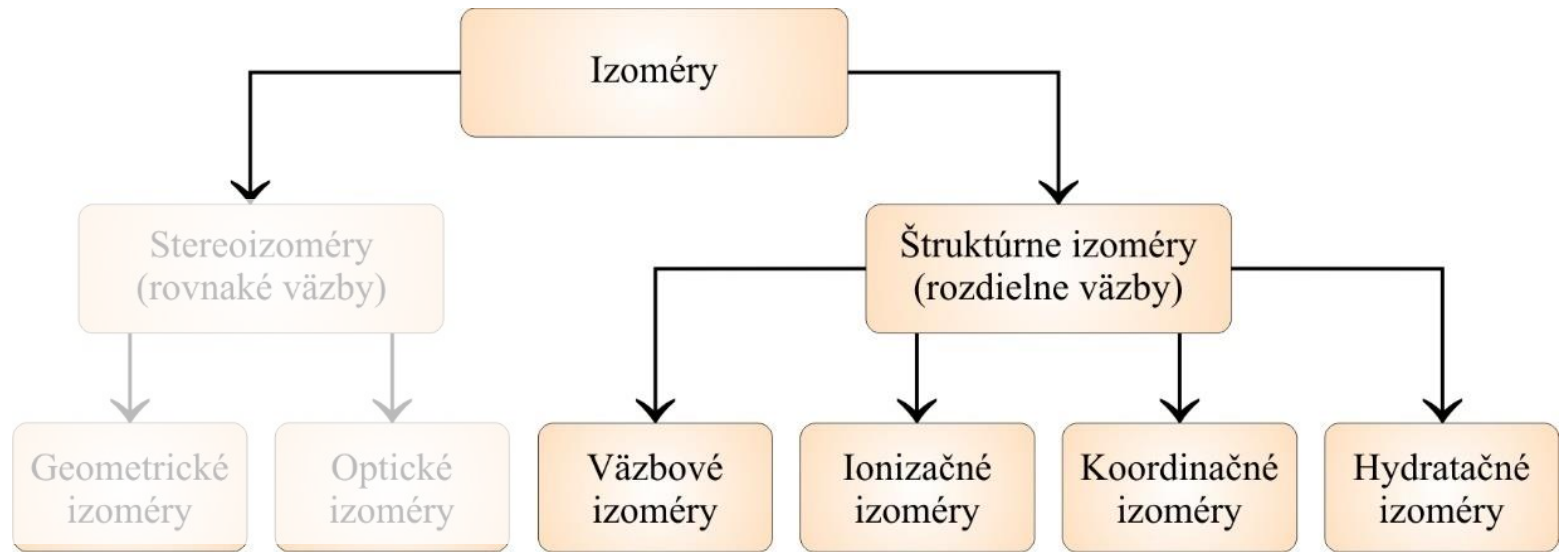 Izoméry
Stereoizoméry
(rovnaké väzby)
Štruktúrne izoméry
(rozdielne väzby)
Geometrické
izoméry
Optické
izoméry
Väzbové
izoméry
Ionizačné
izoméry
Koordinačné
izoméry
Hydratačné
izoméry